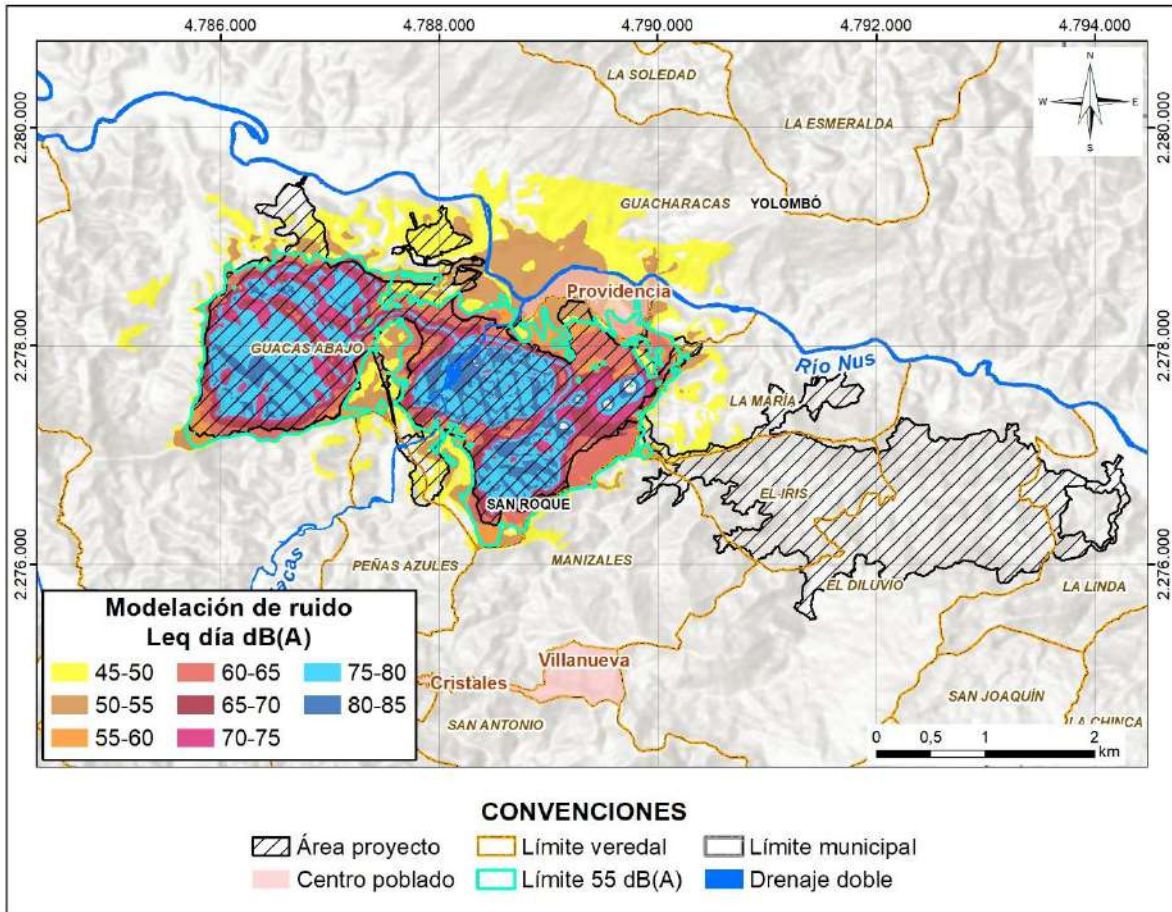 4.786.000 4.788.000 4.790.000 4.792.000 4.794.000
N
W E
S
LA SOLEDAD
2.280.000 LA ESMERALDA 2.280.000
GUACHARACAS YOLOMBÓ
Providencia
2.278.000 GUACAS ABAJO 2.278.000
Río Nus
LA MARÍA
EL IRIS
SAN ROQUE
2.276.000
PEÑAS AZULES MANIZALES
EL DILUVIO LA LINDA
acas
Villanueva
Cristales
SAN JOAQUÍN
SAN ANTONIO
LA CHINCA
Modelación de ruido
Leq día dB(A)
45-50 60-65 75-80
50-55 65-70 80-85
55-60 70-75
0 0,5 1 2
km
CONVENCIONES
Área proyecto Límite veredal Límite municipal
Centro poblado Límite 55 dB(A) Drenaje doble